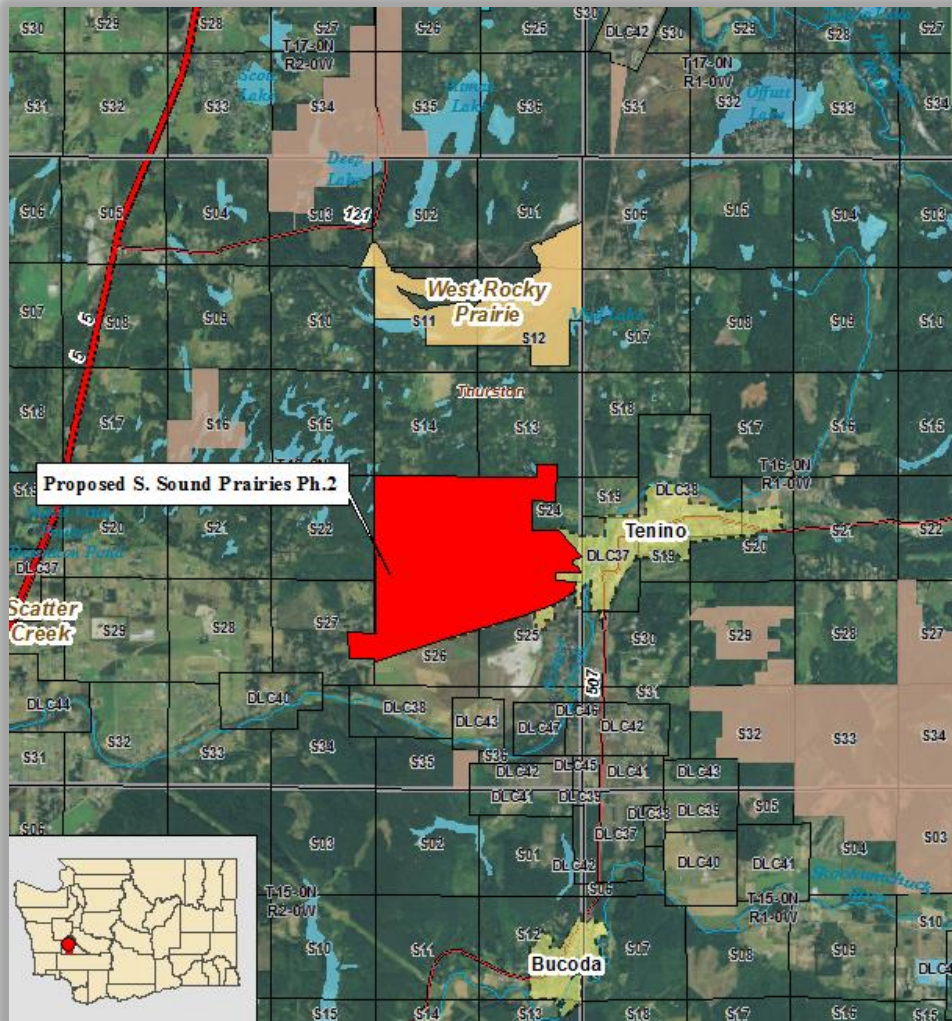 S30
S29
S28
S27
S26
S25
S30
DLC42
S30
S29
S28
S27
T17-0N
R2-0W
T17-0N
R1-0W
Scott
Lake
Offutt
Lake
S31
S32
S33
S34
S35
S36
S31
S32
S33
S34
Deep
Lake
S06
S05
S04
S03
121
S02
S01
S06
S05
S04
S03
West Rocky
Prairie
S07
S08
S09
S10
S11
S12
S07
S08
S09
S10
5
5
Thurston
S18
S17
S16
S15
S14
S13
S18
S17
S16
S15
Proposed S. Sound Prairies Ph.2
T16-0N
R1-0W
S20
S21
S22
S24
S19
DLC38
Tenino
DLC37
S19
S20
S21
S22
DLC37
Scatter
Creek
S29
S28
S27
S26
S25
S30
S29
S28
S27
507
S31
DLC44
DLC40
DLC38
DLC43
DLC47
DLC46
DLC42
S31
S32
S33
S34
S35
S36
S32
S33
S34
DLC42
DLC45
DLC41
DLC43
DLC41
DLC39
DLC38
DLC39
S05
S06
S03
S02
S01
DLC37
DLC42
DLC40
DLC41
S04
S03
Skookumchuck
River
T15-0N
R2-0W
S06
T15-0N
R1-0W
S10
S11
S12
S07
S08
S09
S10
Bucoda
S15
S14
S13
S18
S17
S16
S15